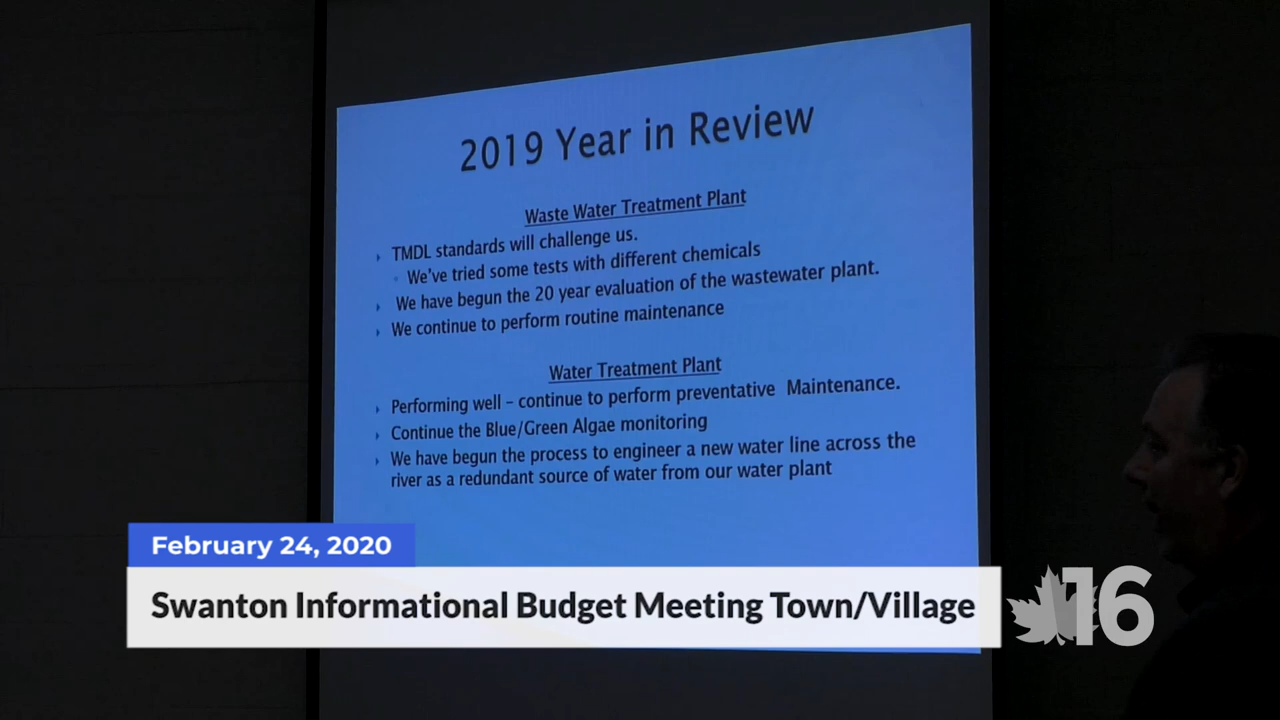 2019 Year in Review
Waste Water Treatment Plant
TMDL standards will challenge us.
We've tried some tests with different chemicals
We have begun the 20 year evaluation of the wastewater plant.
We continue to perform routine maintenance
Water Treatment Plant
Performing well – continue to perform preventative Maintenance.
Continue the Blue/Green Algae monitoring
We have begun the process to engineer a new water line across the
river as a redundant source of water from our water plant
February 24, 2020
Swanton Informational Budget Meeting Town/Village
16